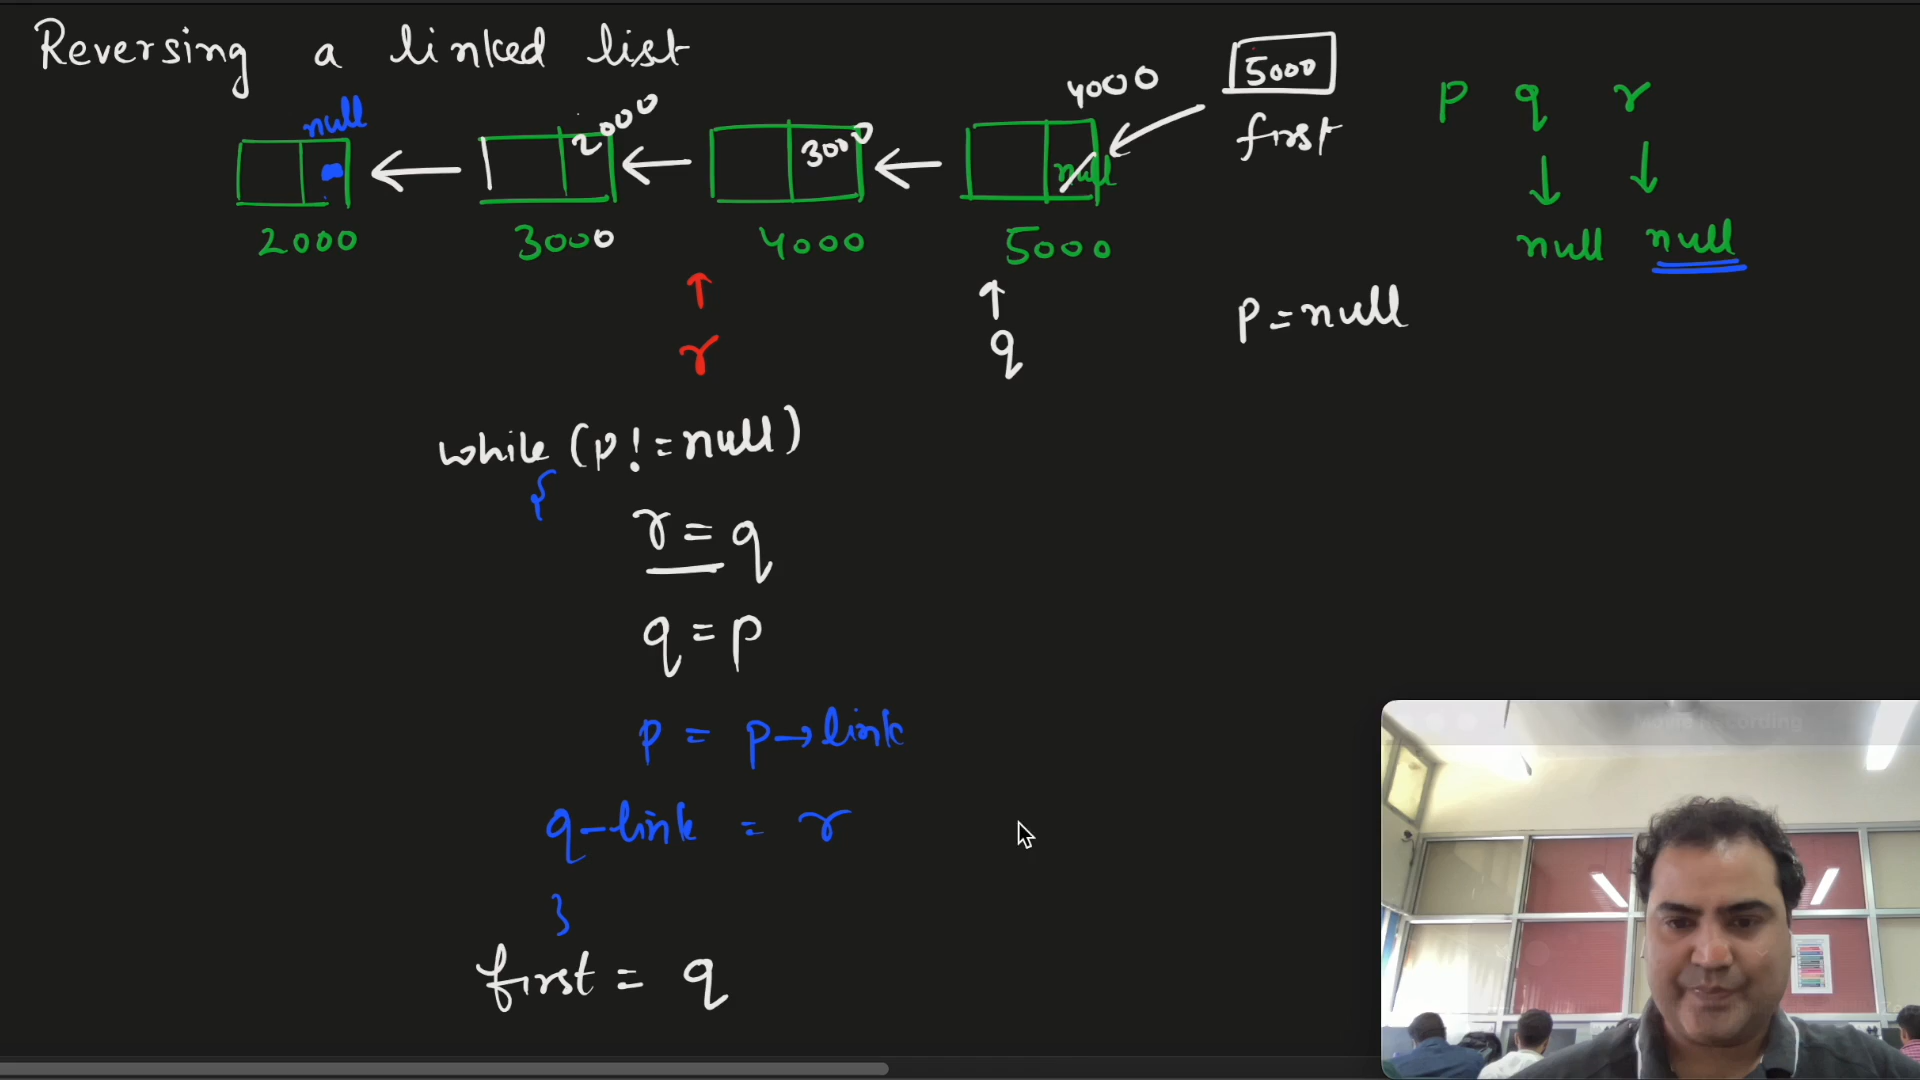 Reversing a linked list
5000
4000
first
p q r
null
2000
3000
null
null null
2000 3000 4000 5000
p = null
r
q
while (p != null)
{
r = q
q = p
p = p → link
q – link = r
}
first = q